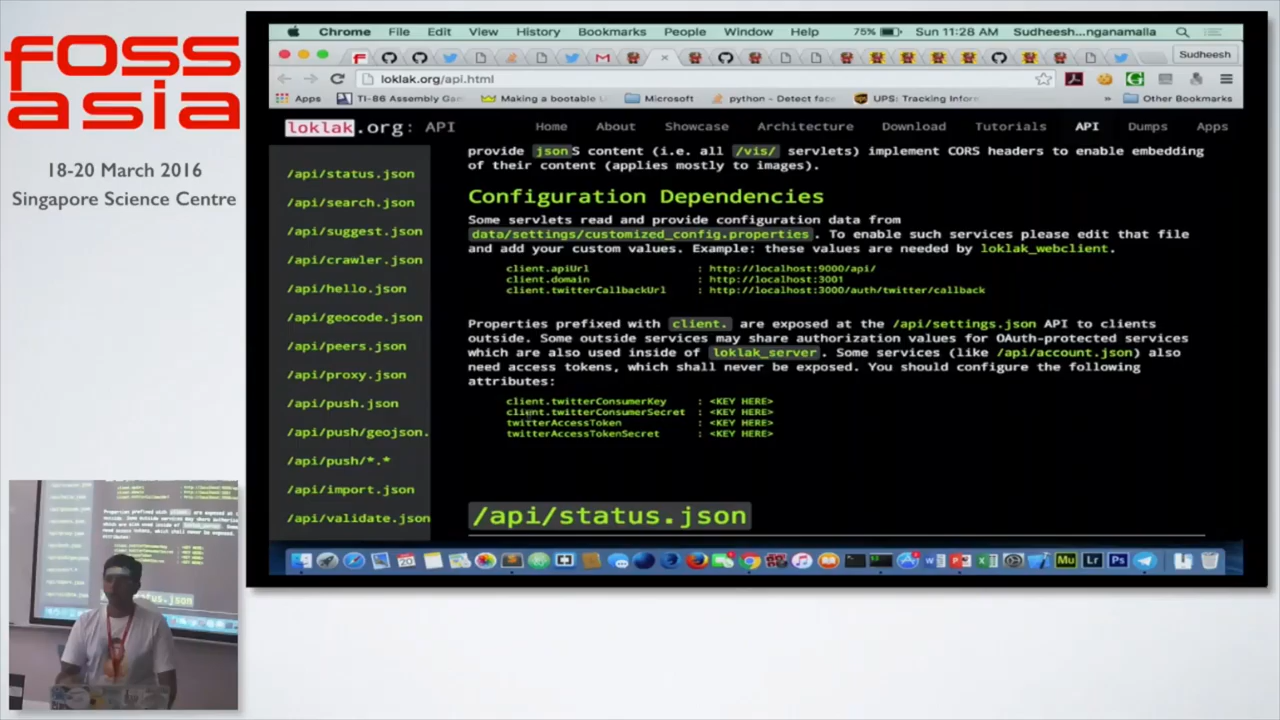 foss
asia
18-20 March 2016
Singapore Science Centre
Chrome File Edit View History Bookmarks People Window Help 75% Sun 11:28 AM Sudheesh...nganamalla
Sudheesh
loklak.org/api.html
Apps TI-86 Assembly Gan Making a bootable Microsoft python - Detect face UPS: Tracking Infor » Other Bookmarks
loklak.org: API Home About Showcase Architecture Download Tutorials API Dumps Apps
/api/status.json
/api/search.json
/api/suggest.json
/api/crawler.json
/api/hello.json
/api/geocode.json
/api/peers.json
/api/proxy.json
/api/push.json
/api/push/geojson.
/api/push/*.*
/api/import.json
/api/validate.json
provide jsonS content (i.e. all /vis/ servlets) implement CORS headers to enable embedding
of their content (applies mostly to images).
Configuration Dependencies
Some servlets read and provide configuration data from
data/settings/customized_config.properties. To enable such services please edit that file
and add your custom values. Example: these values are needed by loklak_webclient.
client.apiUrl : http://localhost:9000/api/
client.domain : http://localhost:3001
client.twitterCallbackUrl : http://localhost:3000/auth/twitter/callback
Properties prefixed with client. are exposed at the /api/settings.json API to clients
outside. Some outside services may share authorization values for OAuth-protected services
which are also used inside of loklak_server. Some services (like /api/account.json) also
need access tokens, which shall never be exposed. You should configure the following
attributes:
client.twitterConsumerKey : <KEY HERE>
client.twitterConsumerSecret : <KEY HERE>
twitterAccessToken : <KEY HERE>
twitterAccessTokenSecret : <KEY HERE>
/api/status.json
Mu Lr Ps